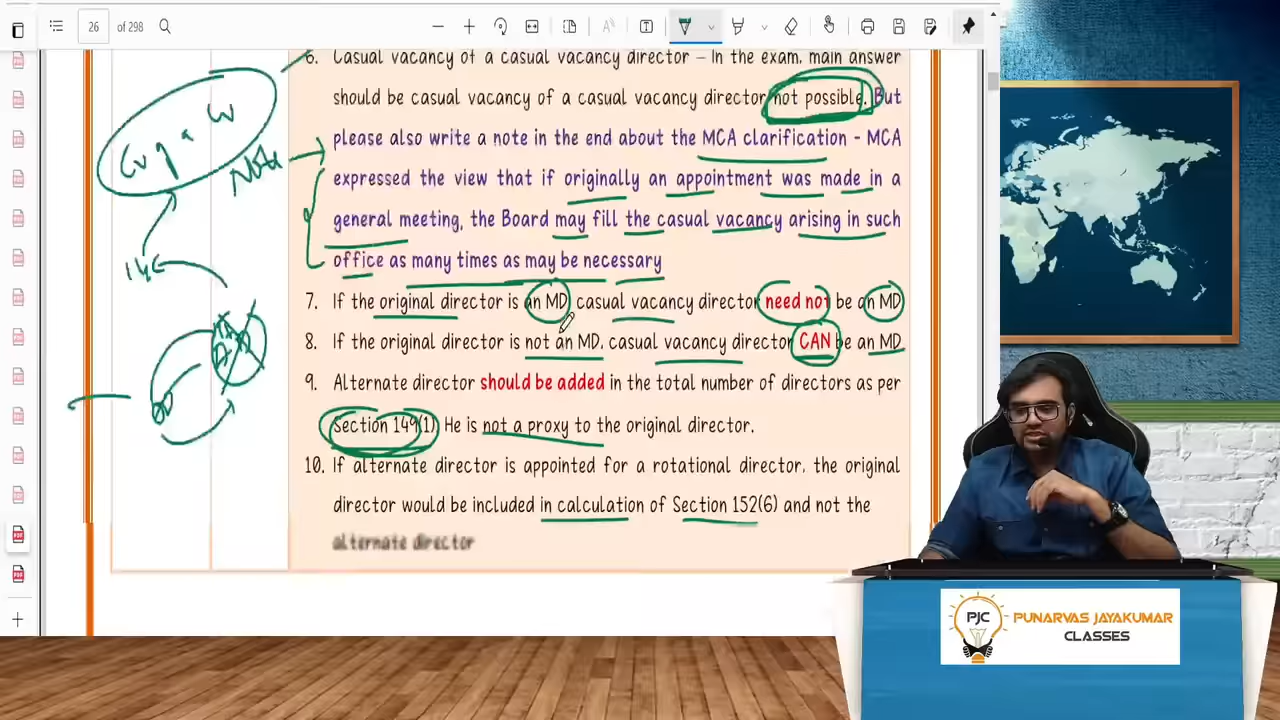 26
of 298
6. Casual vacancy of a casual vacancy director – In the exam, main answer
should be casual vacancy of a casual vacancy director not possible. But
please also write a note in the end about the MCA clarification - MCA
expressed the view that if originally an appointment was made in a
general meeting, the Board may fill the casual vacancy arising in such
office as many times as may be necessary
7. If the original director is an MD, casual vacancy director need not be an MD
8. If the original director is not an MD, casual vacancy director CAN be an MD
9. Alternate director should be added in the total number of directors as per
Section 149(1). He is not a proxy to the original director.
10. If alternate director is appointed for a rotational director, the original
director would be included in calculation of Section 152(6) and not the
alternate director
Note
PJC
PUNARVAS JAYAKUMAR
CLASSES